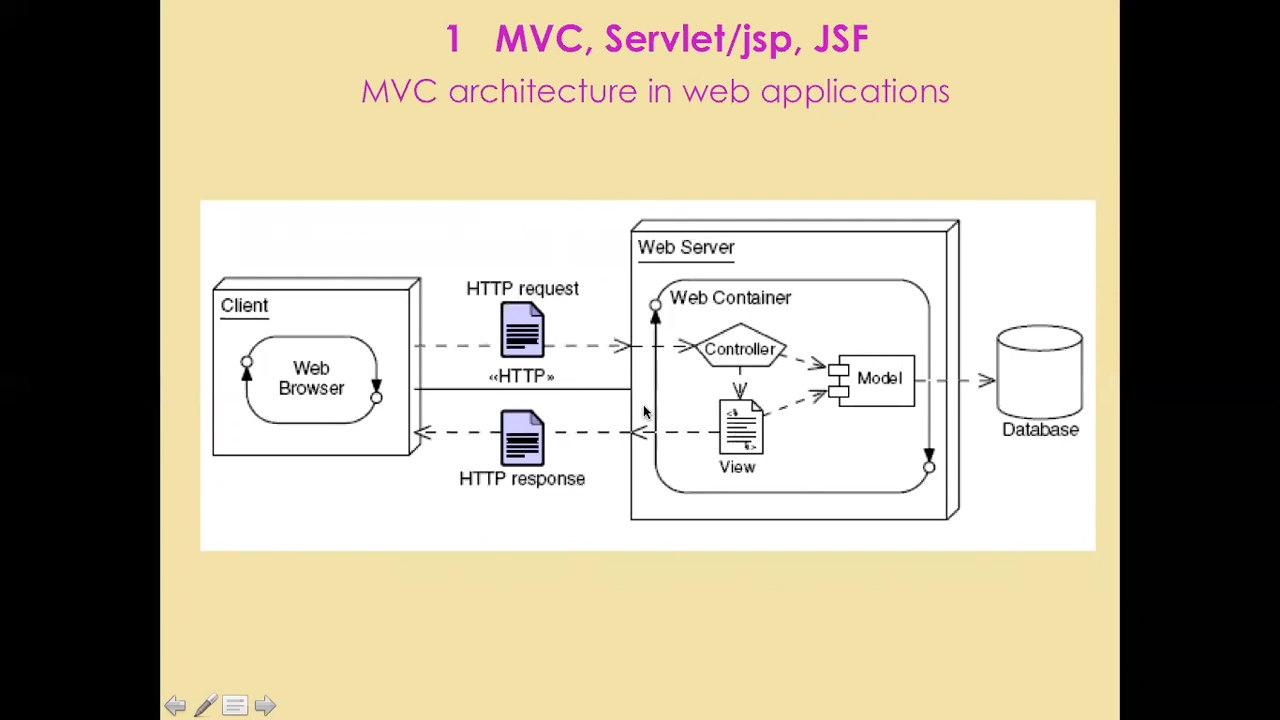 1 MVC, Servlet/jsp, JSF
MVC architecture in web applications
Web Server
HTTP request
Web Container
Client
Controller
Web
Browser
«HTTP»
Model
Database
View
HTTP response